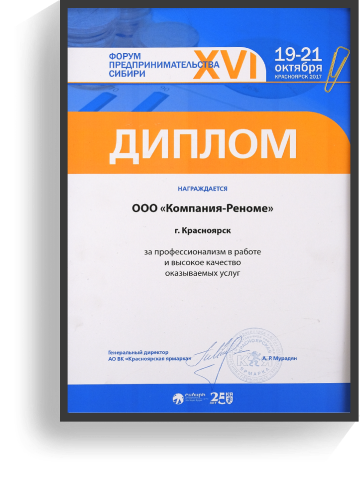 ФОРУМ
ПРЕДПРИНИМАТЕЛЬСТВА
СИБИРИ
XVI
19-21
октября
КРАСНОЯРСК 2017
ДИПЛОМ
НАГРАЖДАЕТСЯ
ООО «Компания-Реноме»
г. Красноярск
за профессионализм в работе
и высокое качество
оказываемых услуг
Генеральный директор
АО ВК «Красноярская ярмарка»
А. Р. Мурадян
сибирь
25